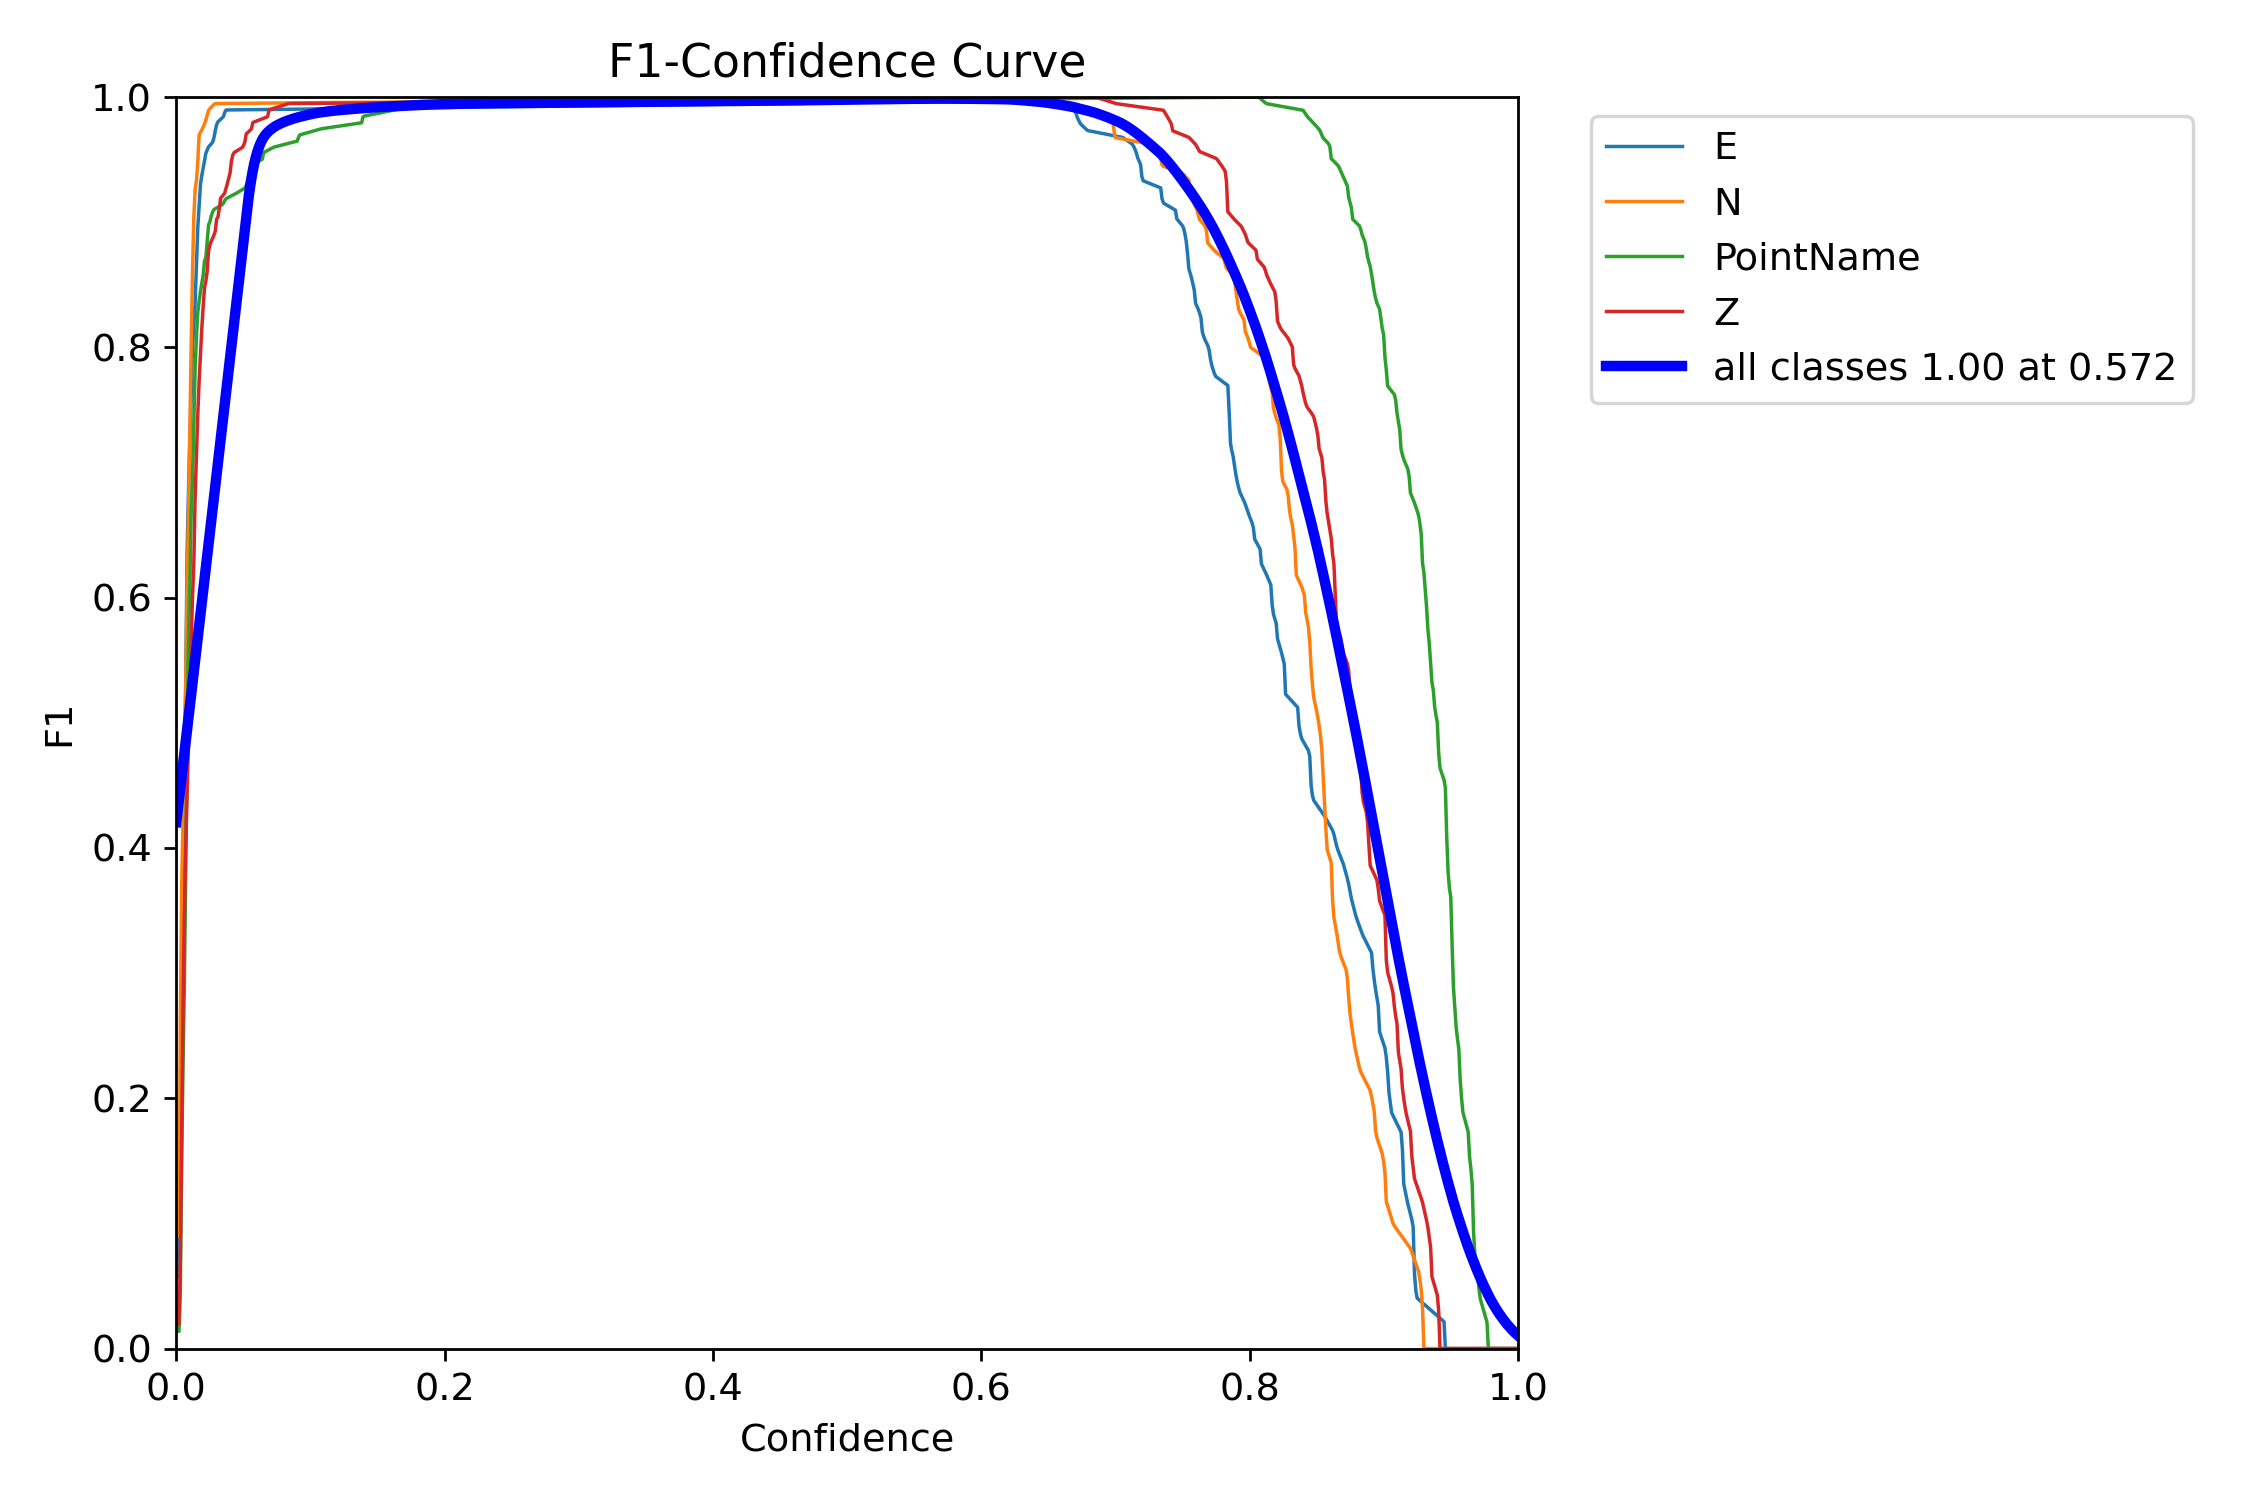 F1-Confidence Curve
1.0
0.8
0.6
0.4
0.2
0.0
F1
0.0 0.2 0.4 0.6 0.8 1.0
Confidence
E
N
PointName
Z
all classes 1.00 at 0.572